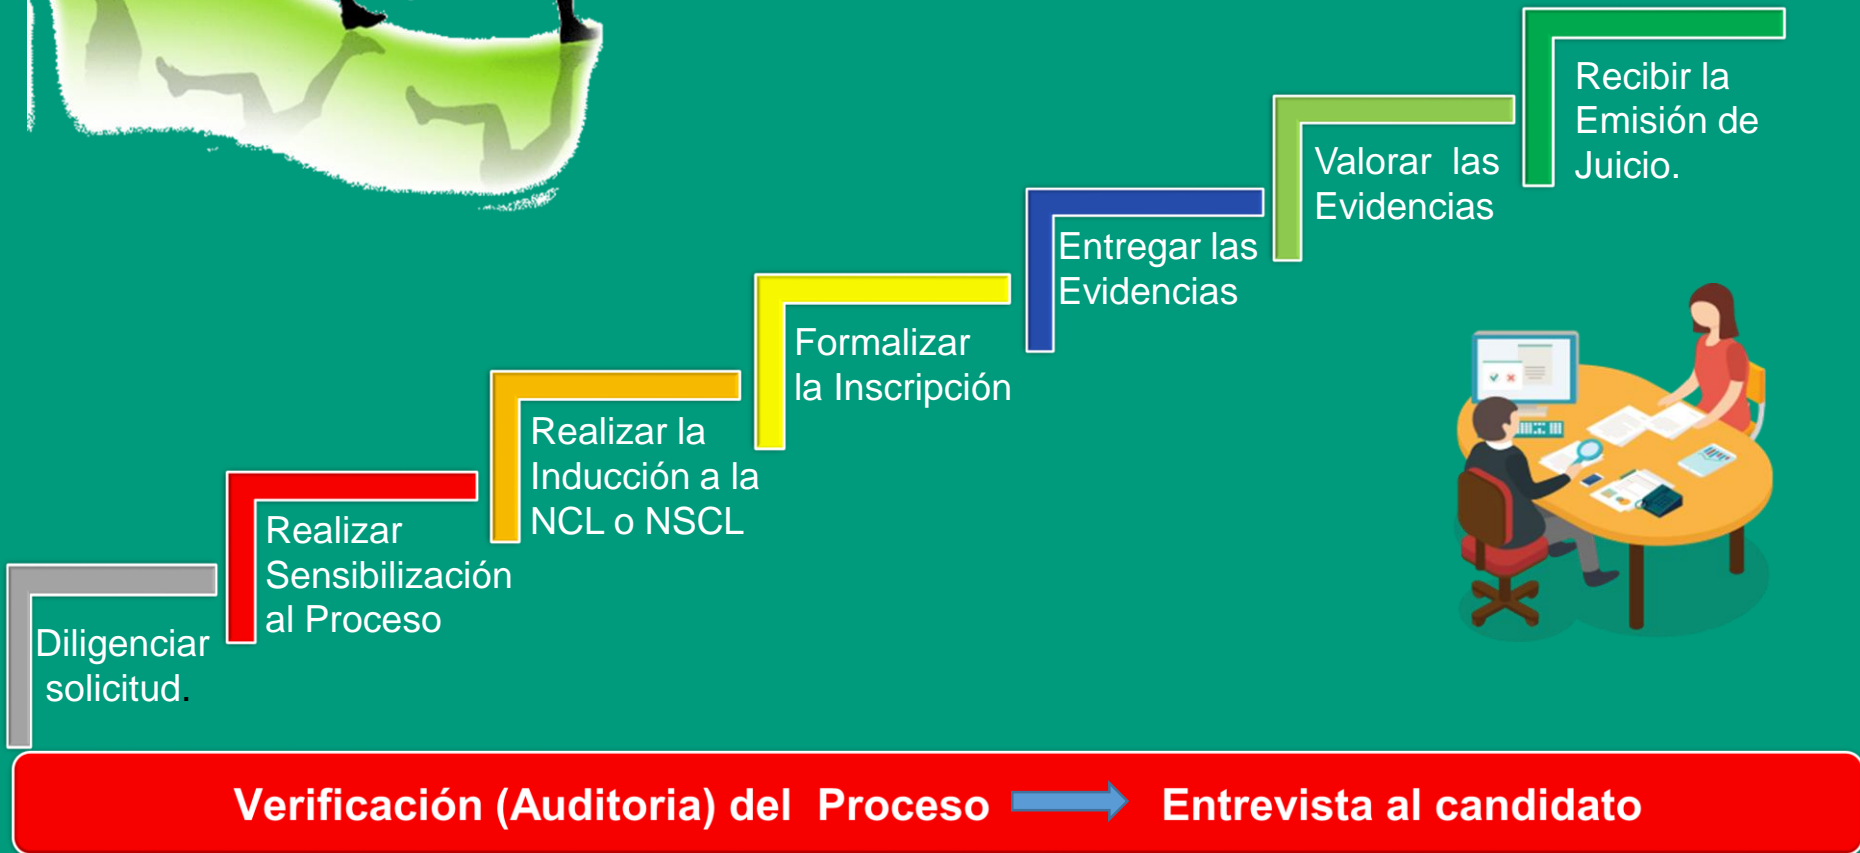 Diligenciar
solicitud.
Realizar
Sensibilización
al Proceso
Realizar la
Inducción a la
NCL o NSCL
Formalizar
la Inscripción
Entregar las
Evidencias
Valorar  las
Evidencias
Recibir la
Emisión de
Juicio.
Verificación (Auditoria) del  Proceso Entrevista al candidato